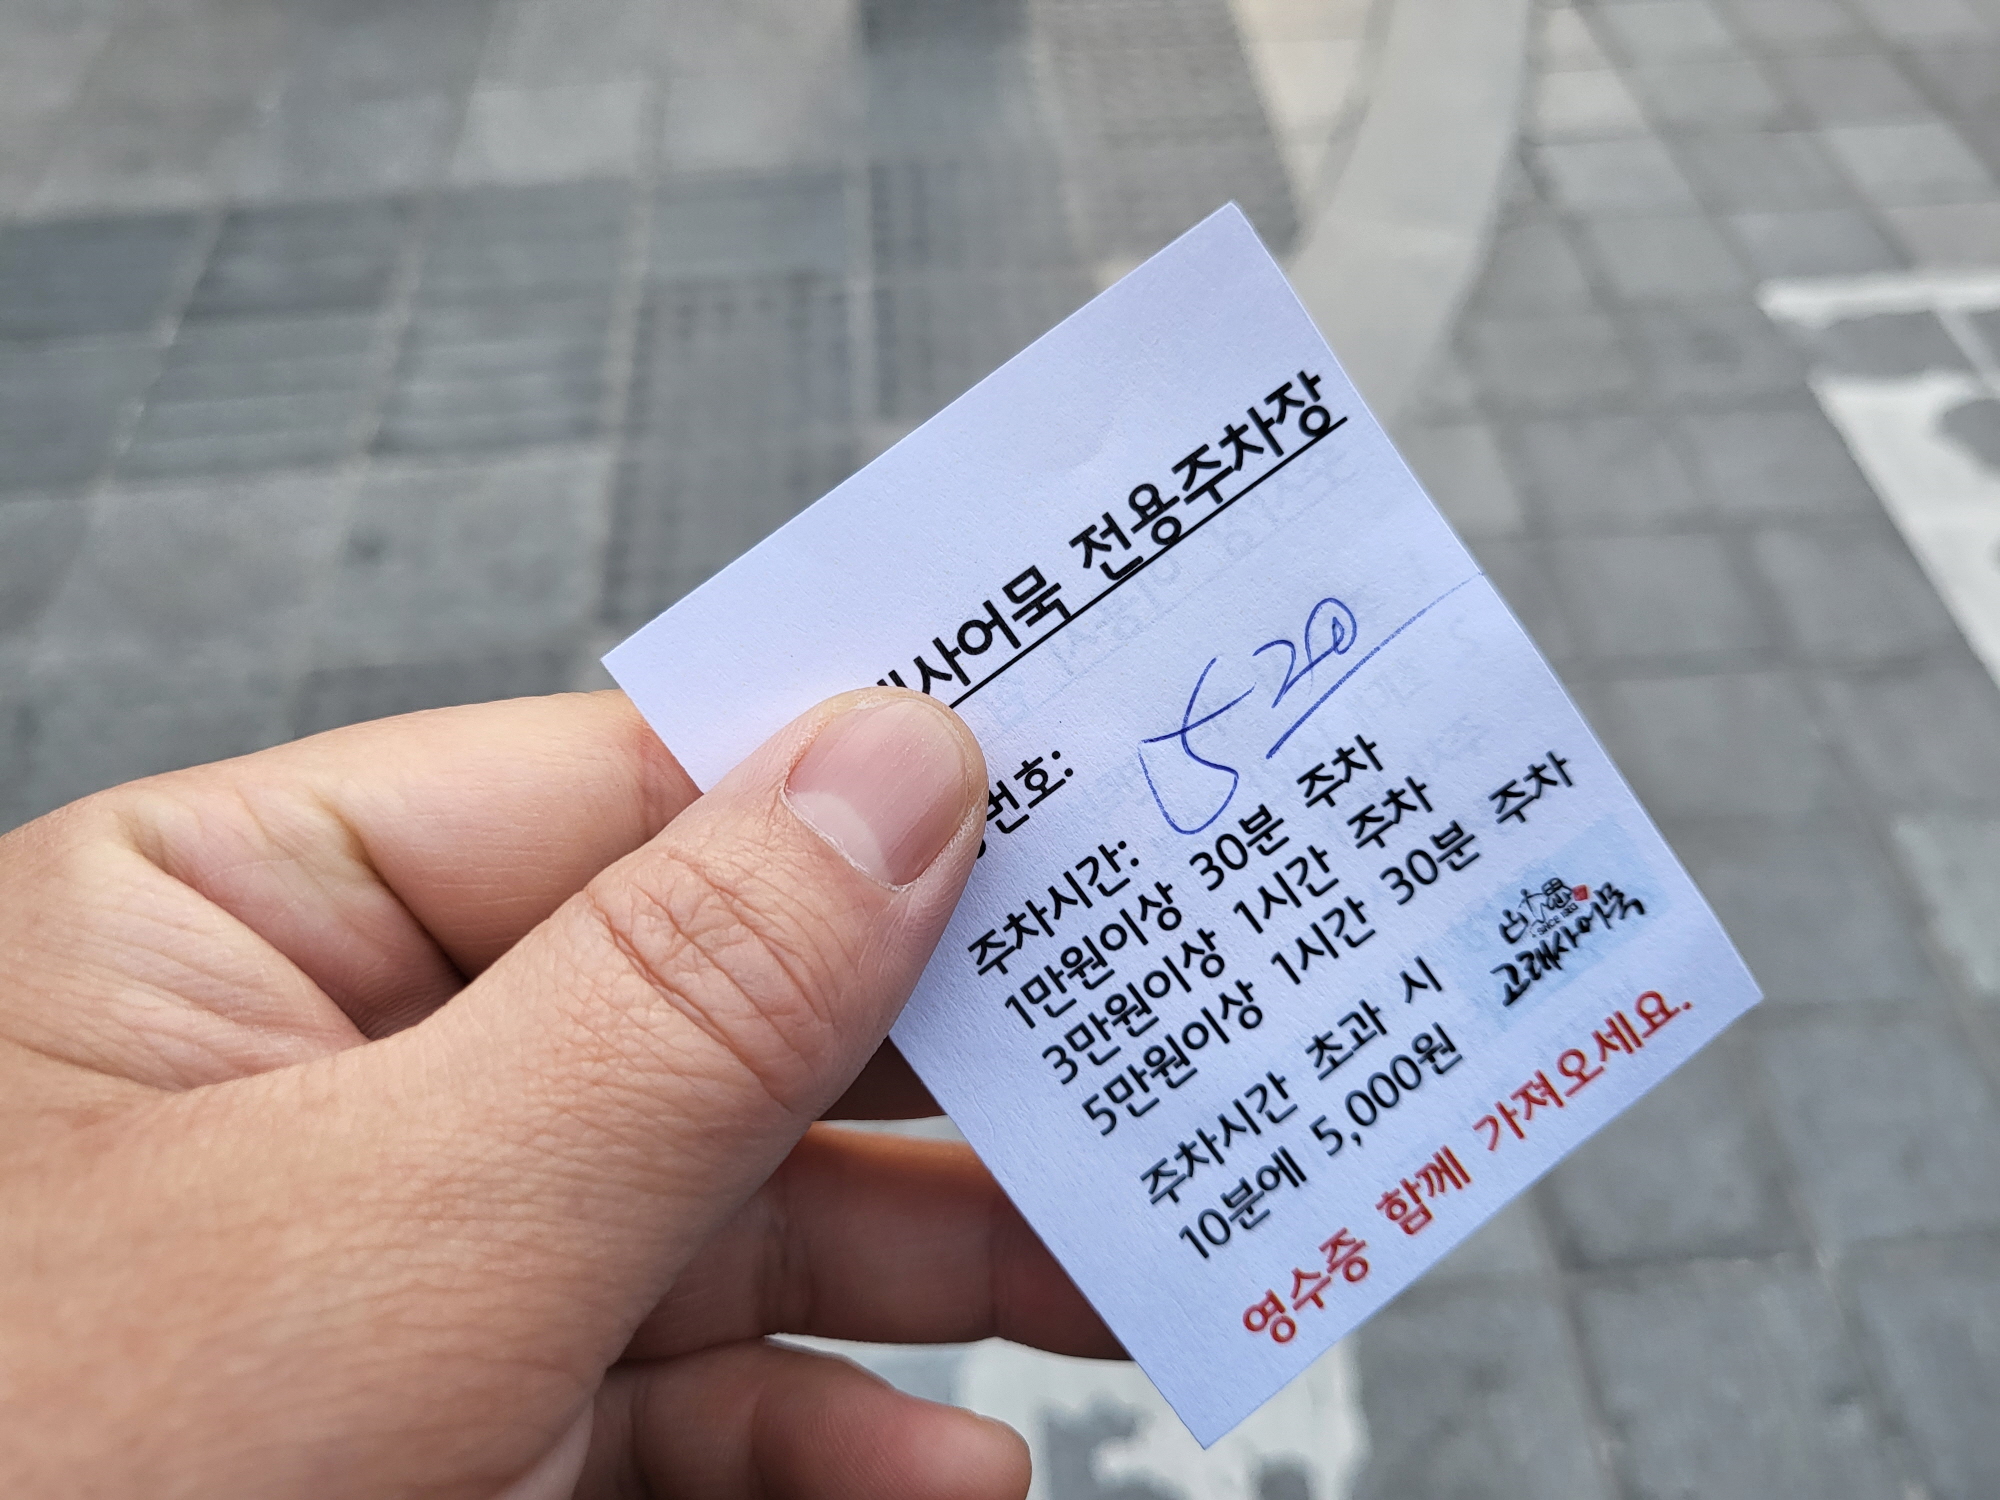 사어묵 전용주차장
번호: 520
주차시간:
1만원이상 30분 주차
3만원이상 1시간 주차
5만원이상 1시간 30분 주차
주차시간 초과 시
10분에 5,000원
SINCE 1963
고래사어묵
영수증 함께 가져오세요.